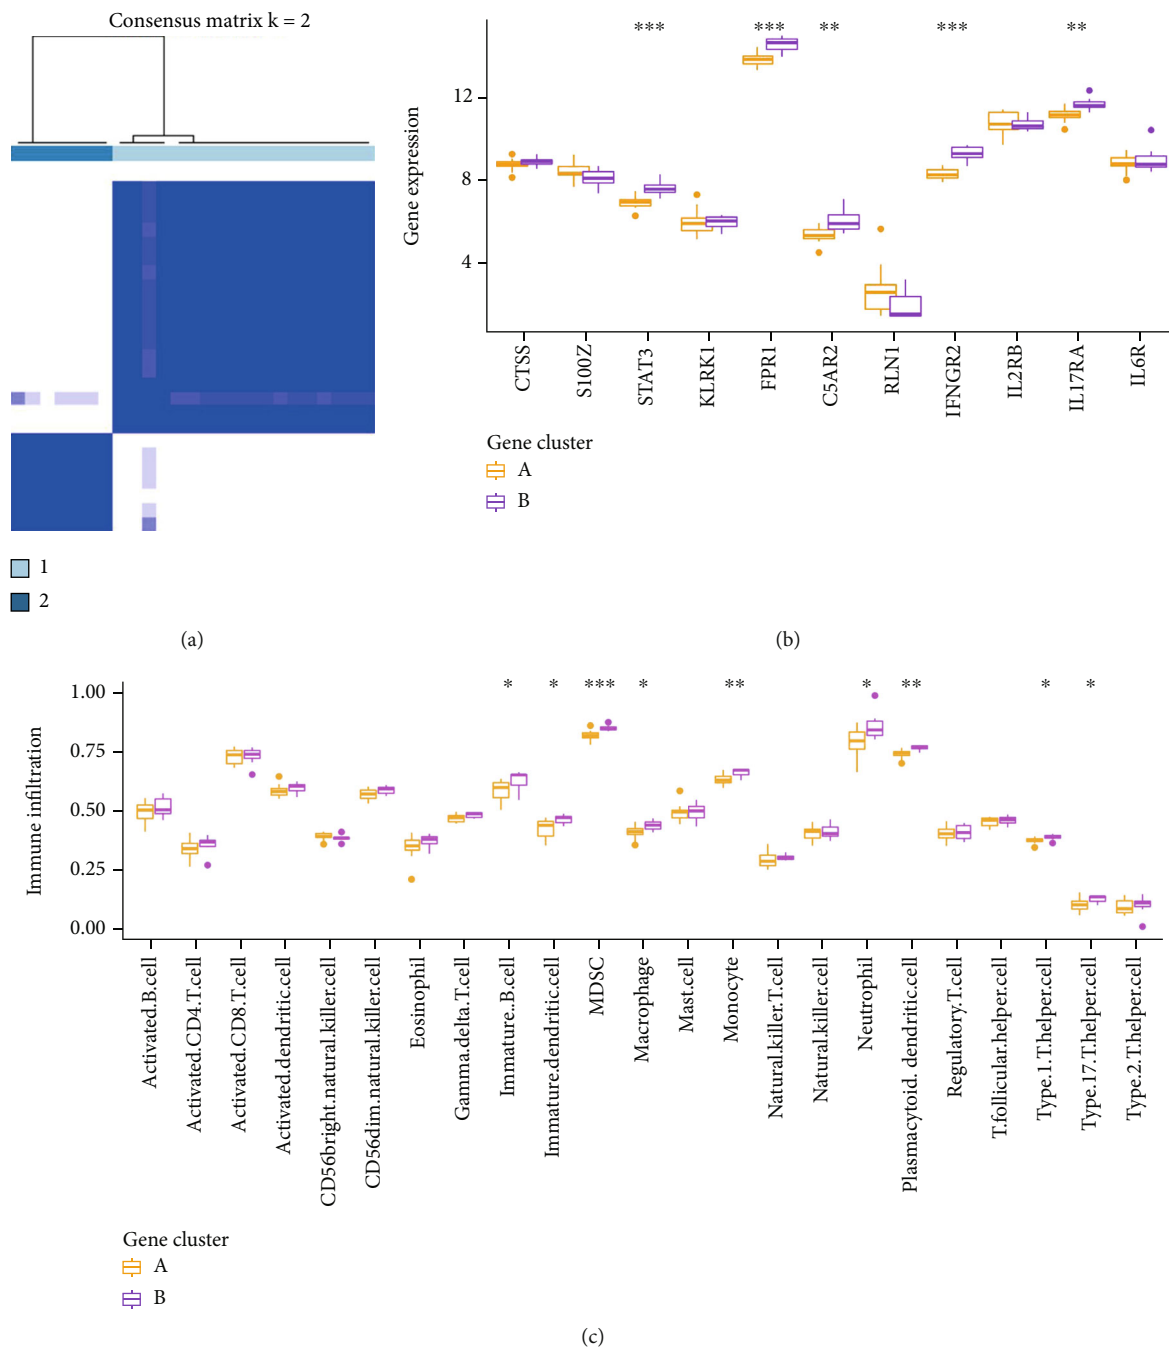 Consensus matrix k = 2
1
2
(a)
*** *** ** *** **
Gene expression
12
8
4
CTSS
S100Z
STAT3
KLRK1
FPR1
C5AR2
RLN1
IFNGR2
IL2RB
IL17RA
IL6R
Gene cluster
A
B
(b)
* * *** * ** * ** * *
Immune infiltration
1.00
0.75
0.50
0.25
0.00
Activated.B.cell
Activated.CD4.T.cell
Activated.CD8.T.cell
Activated.dendritic.cell
CD56bright.natural.killer.cell
CD56dim.natural.killer.cell
Eosinophil
Gamma.delta.T.cell
Immature..B.cell
Immature.dendritic.cell
MDSC
Macrophage
Mast.cell
Monocyte
Natural.killer.T.cell
Natural.killer.cell
Neutrophil
Plasmacytoid. dendritic.cell
Regulatory.T.cell
T.follicular.helper.cell
Type.1.T.helper.cell
Type.17.T.helper.cell
Type.2.T.helper.cell
Gene cluster
A
B
(c)